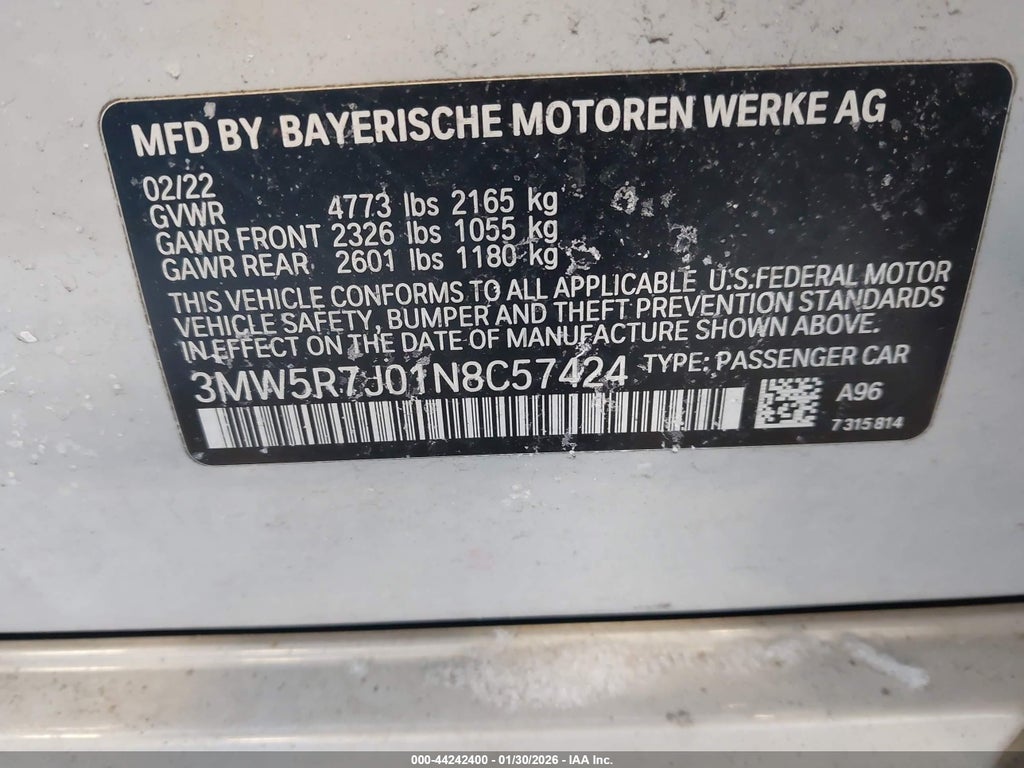 MFD BY BAYERISCHE MOTOREN WERKE AG
02/22
GVWR 4773 lbs 2165 kg
GAWR FRONT 2326 lbs 1055 kg
GAWR REAR 2601 lbs 1180 kg
THIS VEHICLE CONFORMS TO ALL APPLICABLE U.S.FEDERAL MOTOR
VEHICLE SAFETY, BUMPER AND THEFT PREVENTION STANDARDS
IN EFFECT ON THE DATE OF MANUFACTURE SHOWN ABOVE.
3MW5R7J01N8C57424 TYPE: PASSENGER CAR
A96
7 315 814
000-44242400 - 01/30/2026 - IAA Inc.